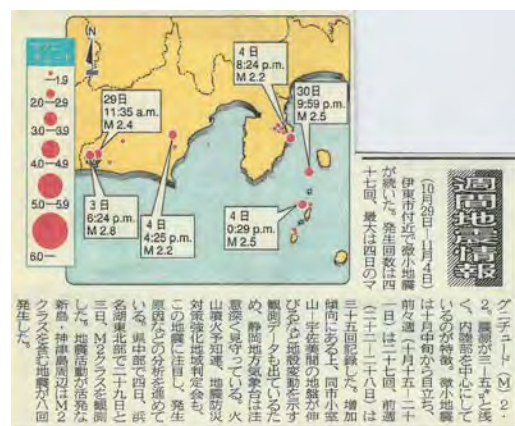 マグニ
チュード
1.9
2.0—2.9
3.0—3.9
4.0—4.9
5.0—5.9
6.0—
N
29日
11:35 a.m.
M 2.4
4日
8:24 p.m.
M 2.2
30日
9:59 p.m.
M 2.5
3日
6:24 p.m.
M 2.8
4日
4:25 p.m.
M 2.2
4日
0:29 p.m.
M 2.5
週間地震情報
(10月29日—11月4日)
伊東市付近で微小地震
が続いた。発生回数は四
十七回、最大は四日のマ
グニチュード(M)2・
2。震源が三—五㌔と浅
く、内陸部を中心にして
いるのが特徴。微小地震
は十月中旬から目立ち、
前々週(十月十五—二十
一日)は二十七回、前週
(二十二—二十八日)は
三十五回記録した。増加
傾向にある上、同市小室
山—宇佐美間の地盤が伸
びるなど地殻変動を示す
観測データも出ているた
め、静岡地方気象台は注
意深く見守っている。火
山噴火予知連、地震防災
対策強化地域判定会も、
この地震に注目し、発生
原因などの分析を進めて
いる。県中部で四日、浜
名湖東北部で二十九日と
三日、M2クラスを観測
した。地震活動が活発な
新島・神津島周辺はM2
クラスを含む地震が八回
発生した。